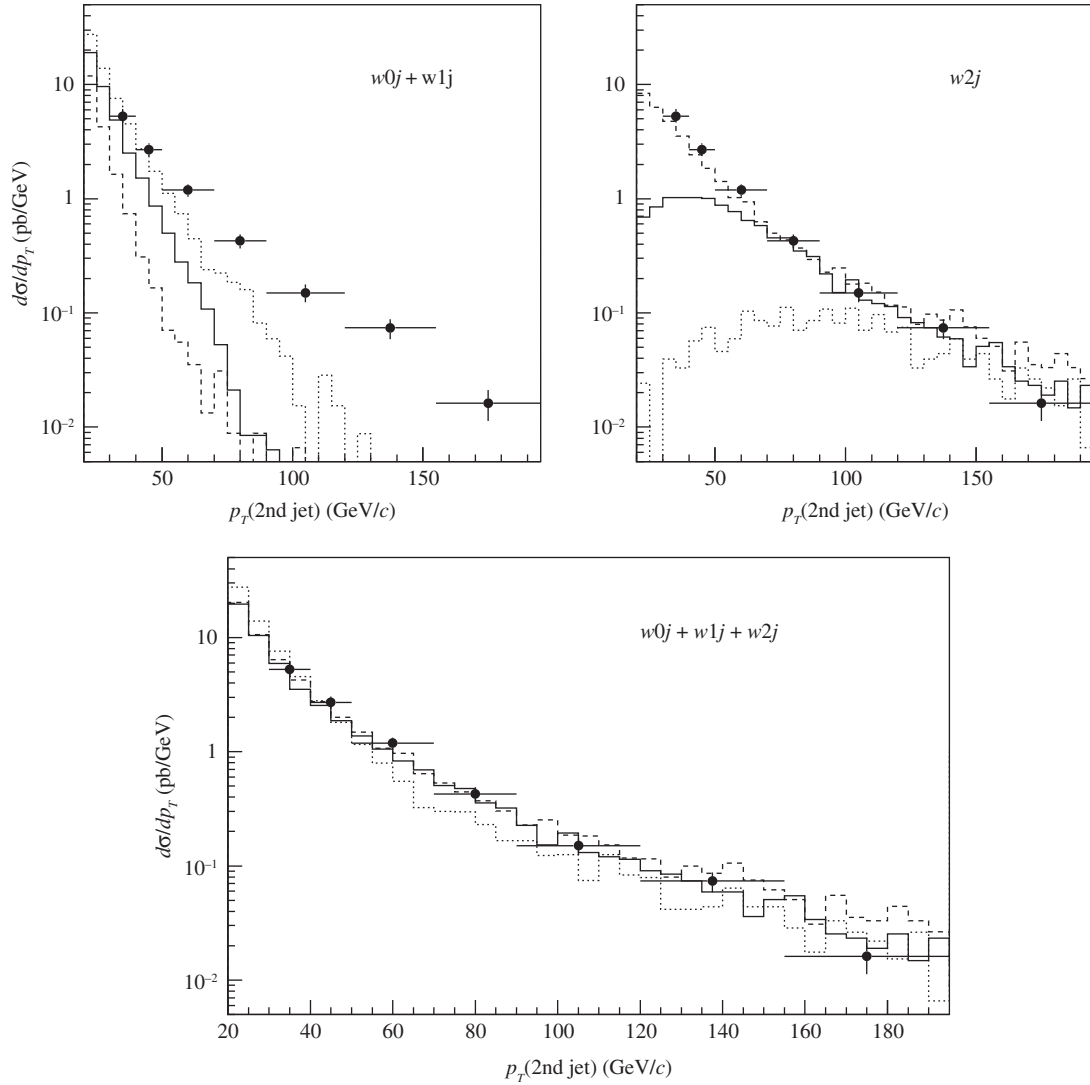 w0j + w1j
10
1
10⁻¹
10⁻²
dσ/dp_T (pb/GeV)
50 100 150
p_T(2nd jet) (GeV/c)
w2j
10
1
10⁻¹
10⁻²
50 100 150
p_T(2nd jet) (GeV/c)
w0j + w1j + w2j
10
1
10⁻¹
10⁻²
dσ/dp_T (pb/GeV)
20 40 60 80 100 120 140 160 180
p_T(2nd jet) (GeV/c)